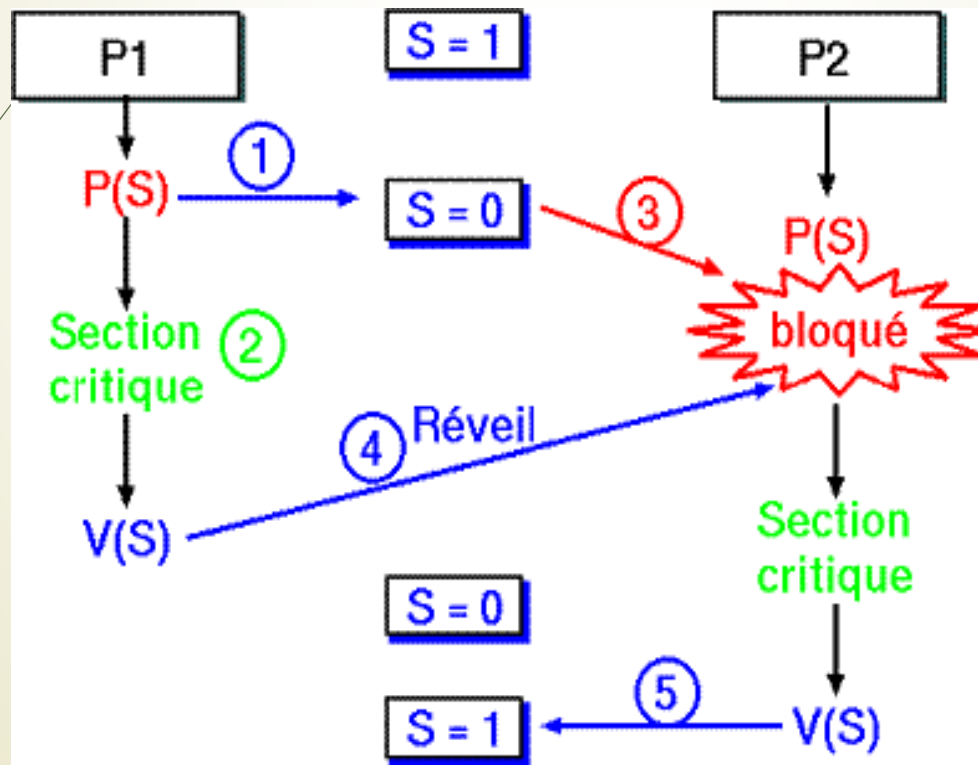 P1
S = 1
P2
P(S)
1
S = 0
3
P(S)
bloqué
Section
critique
2
4
Réveil
V(S)
Section
critique
S = 0
5
S = 1
V(S)